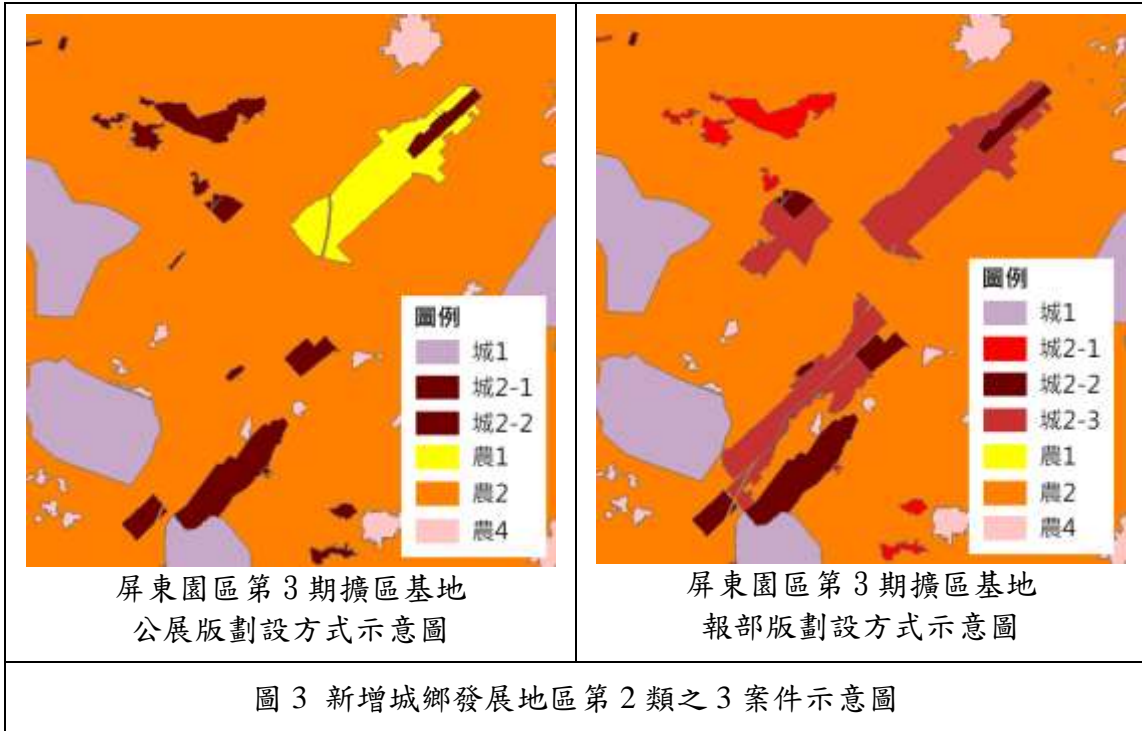 圖例
城1
城2-1
城2-2
農1
農2
農4
屏東園區第3期擴區基地
公展版劃設方式示意圖
圖例
城1
城2-1
城2-2
城2-3
農1
農2
農4
屏東園區第3期擴區基地
報部版劃設方式示意圖
圖 3 新增城鄉發展地區第 2 類之 3 案件示意圖